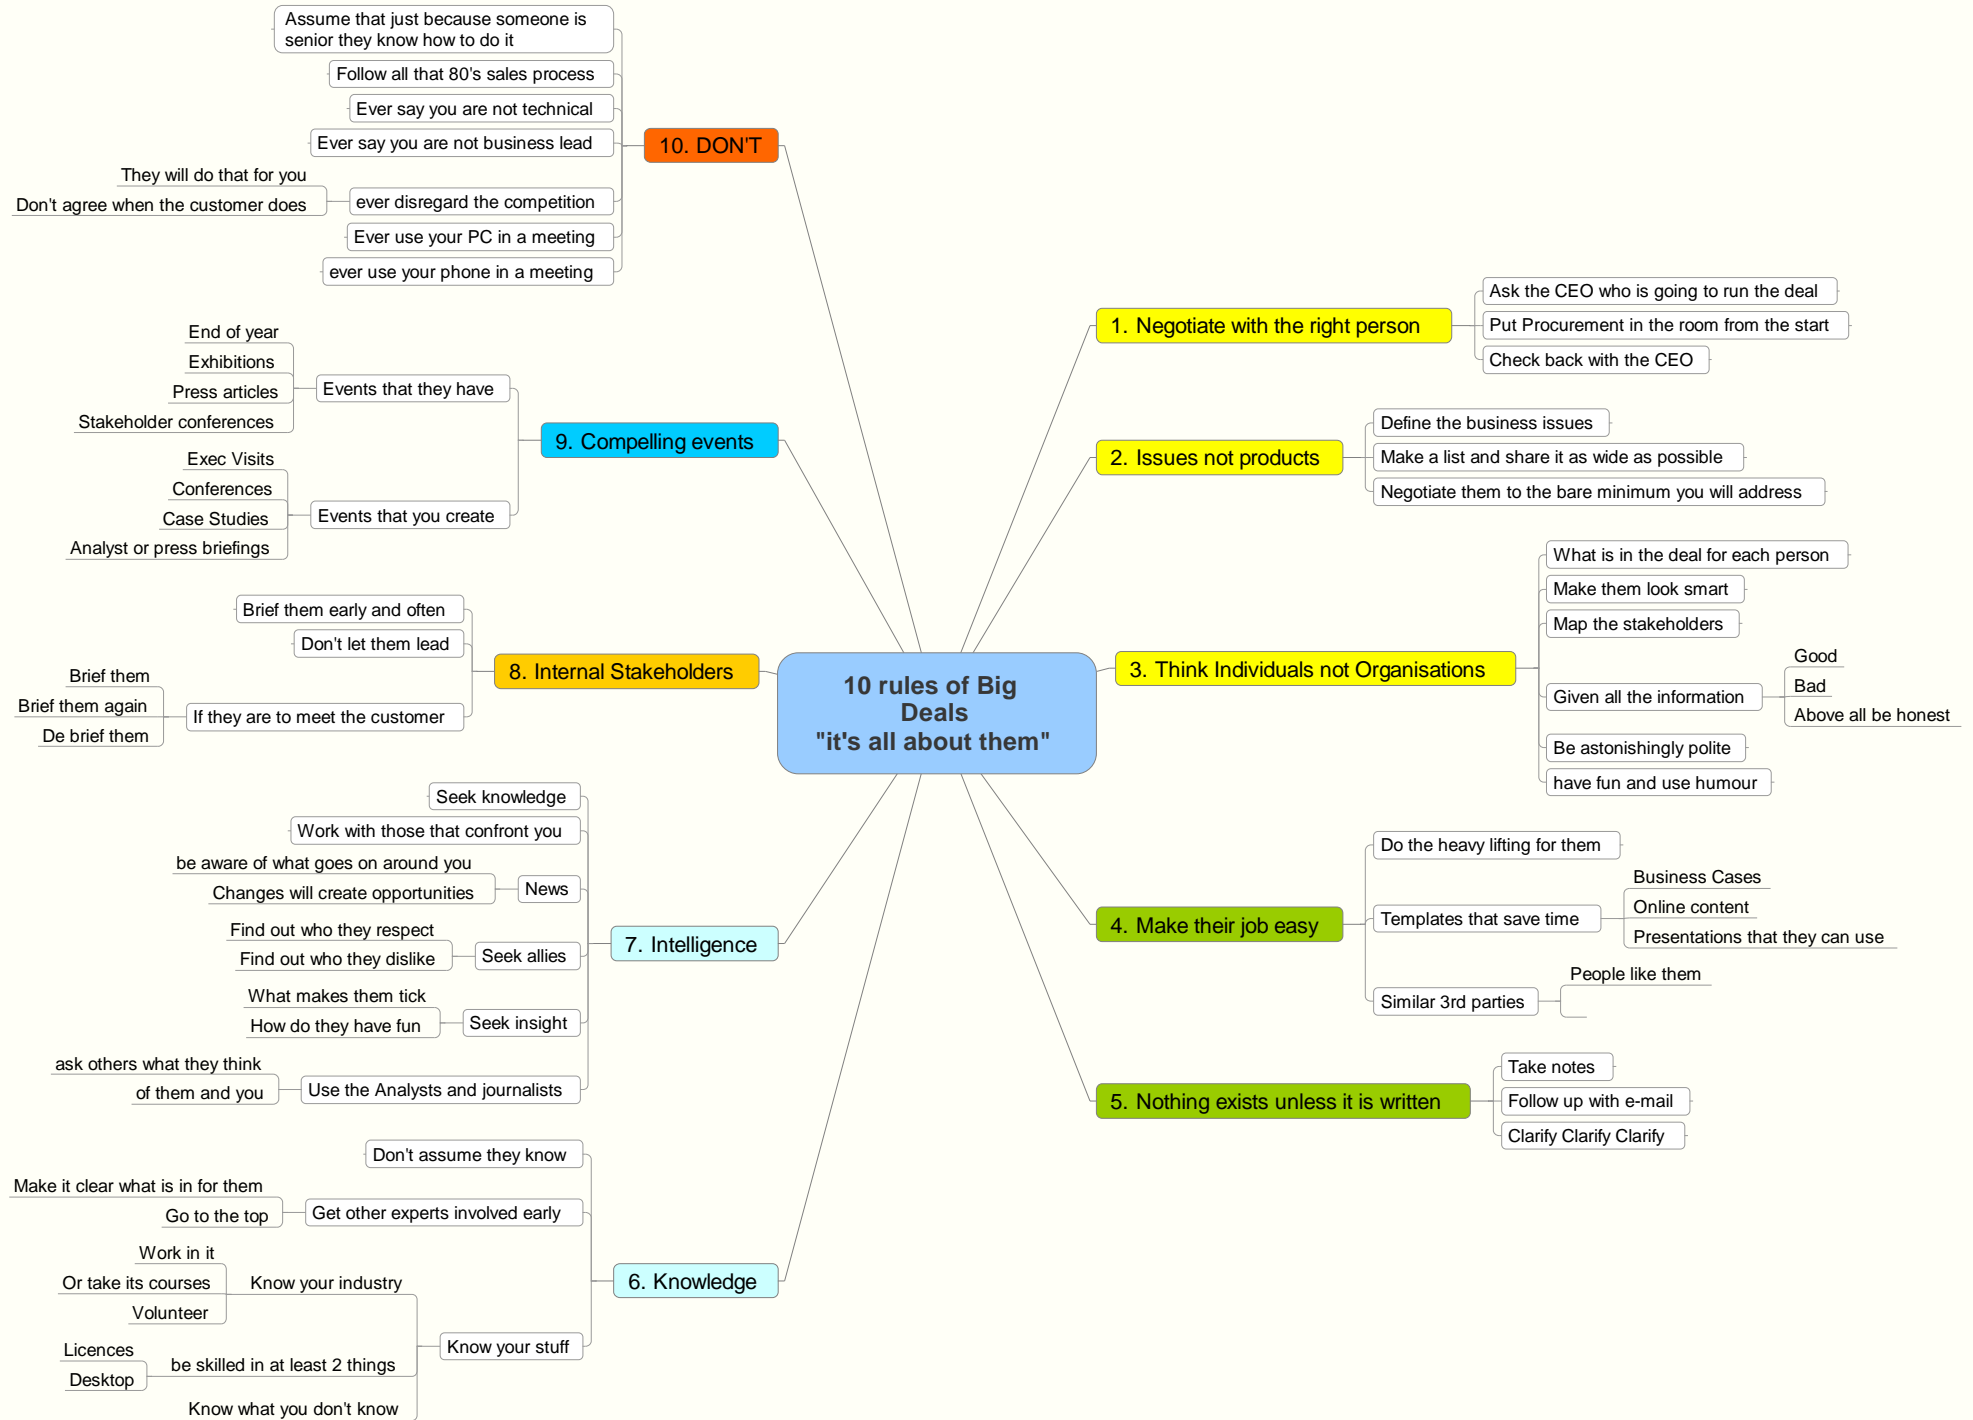 10 rules of Big
Deals
"it's all about them"
1. Negotiate with the right person
Ask the CEO who is going to run the deal
Put Procurement in the room from the start
Check back with the CEO
2. Issues not products
Define the business issues
Make a list and share it as wide as possible
Negotiate them to the bare minimum you will address
3. Think Individuals not Organisations
What is in the deal for each person
Make them look smart
Map the stakeholders
Given all the information
Good
Bad
Above all be honest
Be astonishingly polite
have fun and use humour
4. Make their job easy
Do the heavy lifting for them
Templates that save time
Business Cases
Online content
Presentations that they can use
Similar 3rd parties
People like them
5. Nothing exists unless it is written
Take notes
Follow up with e-mail
Clarify Clarify Clarify
6. Knowledge
Don't assume they know
Get other experts involved early
Make it clear what is in for them
Go to the top
Know your stuff
Know your industry
Work in it
Or take its courses
Volunteer
be skilled in at least 2 things
Licences
Desktop
Know what you don't know
7. Intelligence
Seek knowledge
Work with those that confront you
News
be aware of what goes on around you
Changes will create opportunities
Seek allies
Find out who they respect
Find out who they dislike
Seek insight
What makes them tick
How do they have fun
Use the Analysts and journalists
ask others what they think
of them and you
8. Internal Stakeholders
Brief them early and often
Don't let them lead
If they are to meet the customer
Brief them
Brief them again
De brief them
9. Compelling events
Events that they have
End of year
Exhibitions
Press articles
Stakeholder conferences
Events that you create
Exec Visits
Conferences
Case Studies
Analyst or press briefings
10. DON'T
Assume that just because someone is
senior they know how to do it
Follow all that 80's sales process
Ever say you are not technical
Ever say you are not business lead
ever disregard the competition
They will do that for you
Don't agree when the customer does
Ever use your PC in a meeting
ever use your phone in a meeting